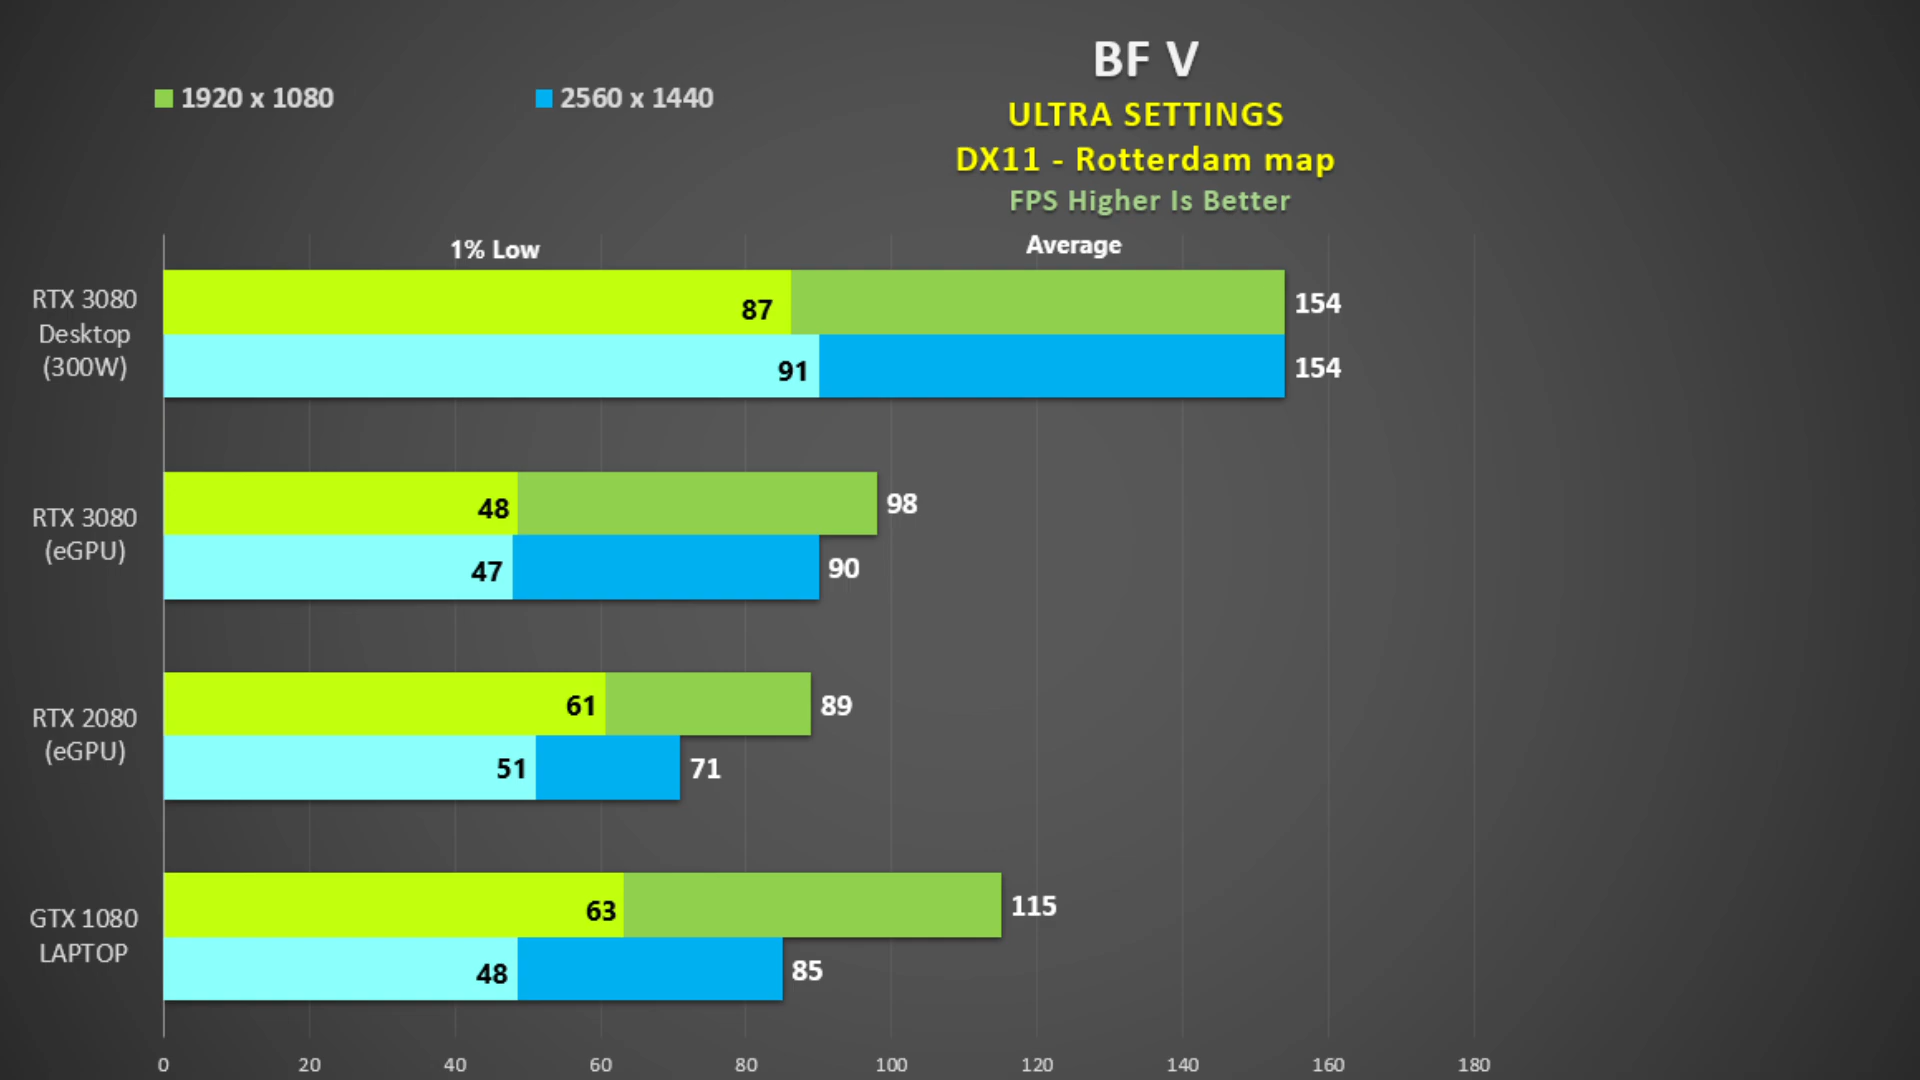 BF V
ULTRA SETTINGS
DX11 - Rotterdam map
FPS Higher Is Better
1920 x 1080
2560 x 1440
1% Low
Average
RTX 3080
Desktop
(300W)
87
154
91
154
RTX 3080
(eGPU)
48
98
47
90
RTX 2080
(eGPU)
61
89
51
71
GTX 1080
LAPTOP
63
115
48
85
0 20 40 60 80 100 120 140 160 180